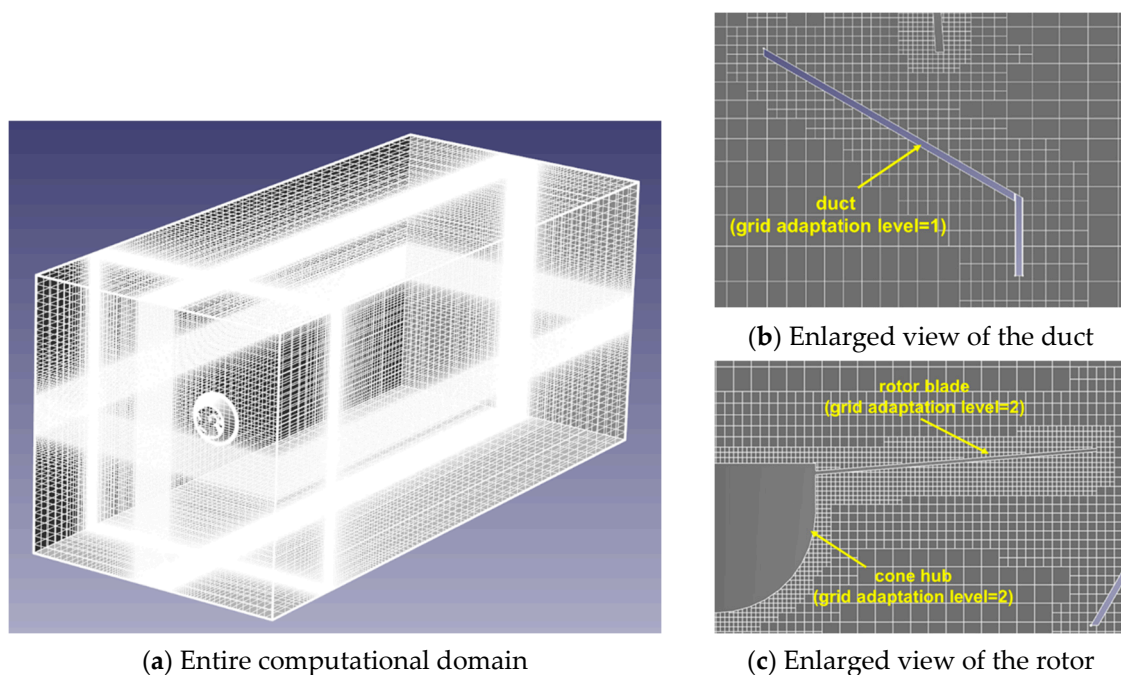 duct
(grid adaptation level=1)
(b) Enlarged view of the duct
rotor blade
(grid adaptation level=2)
cone hub
(grid adaptation level=2)
(a) Entire computational domain
(c) Enlarged view of the rotor